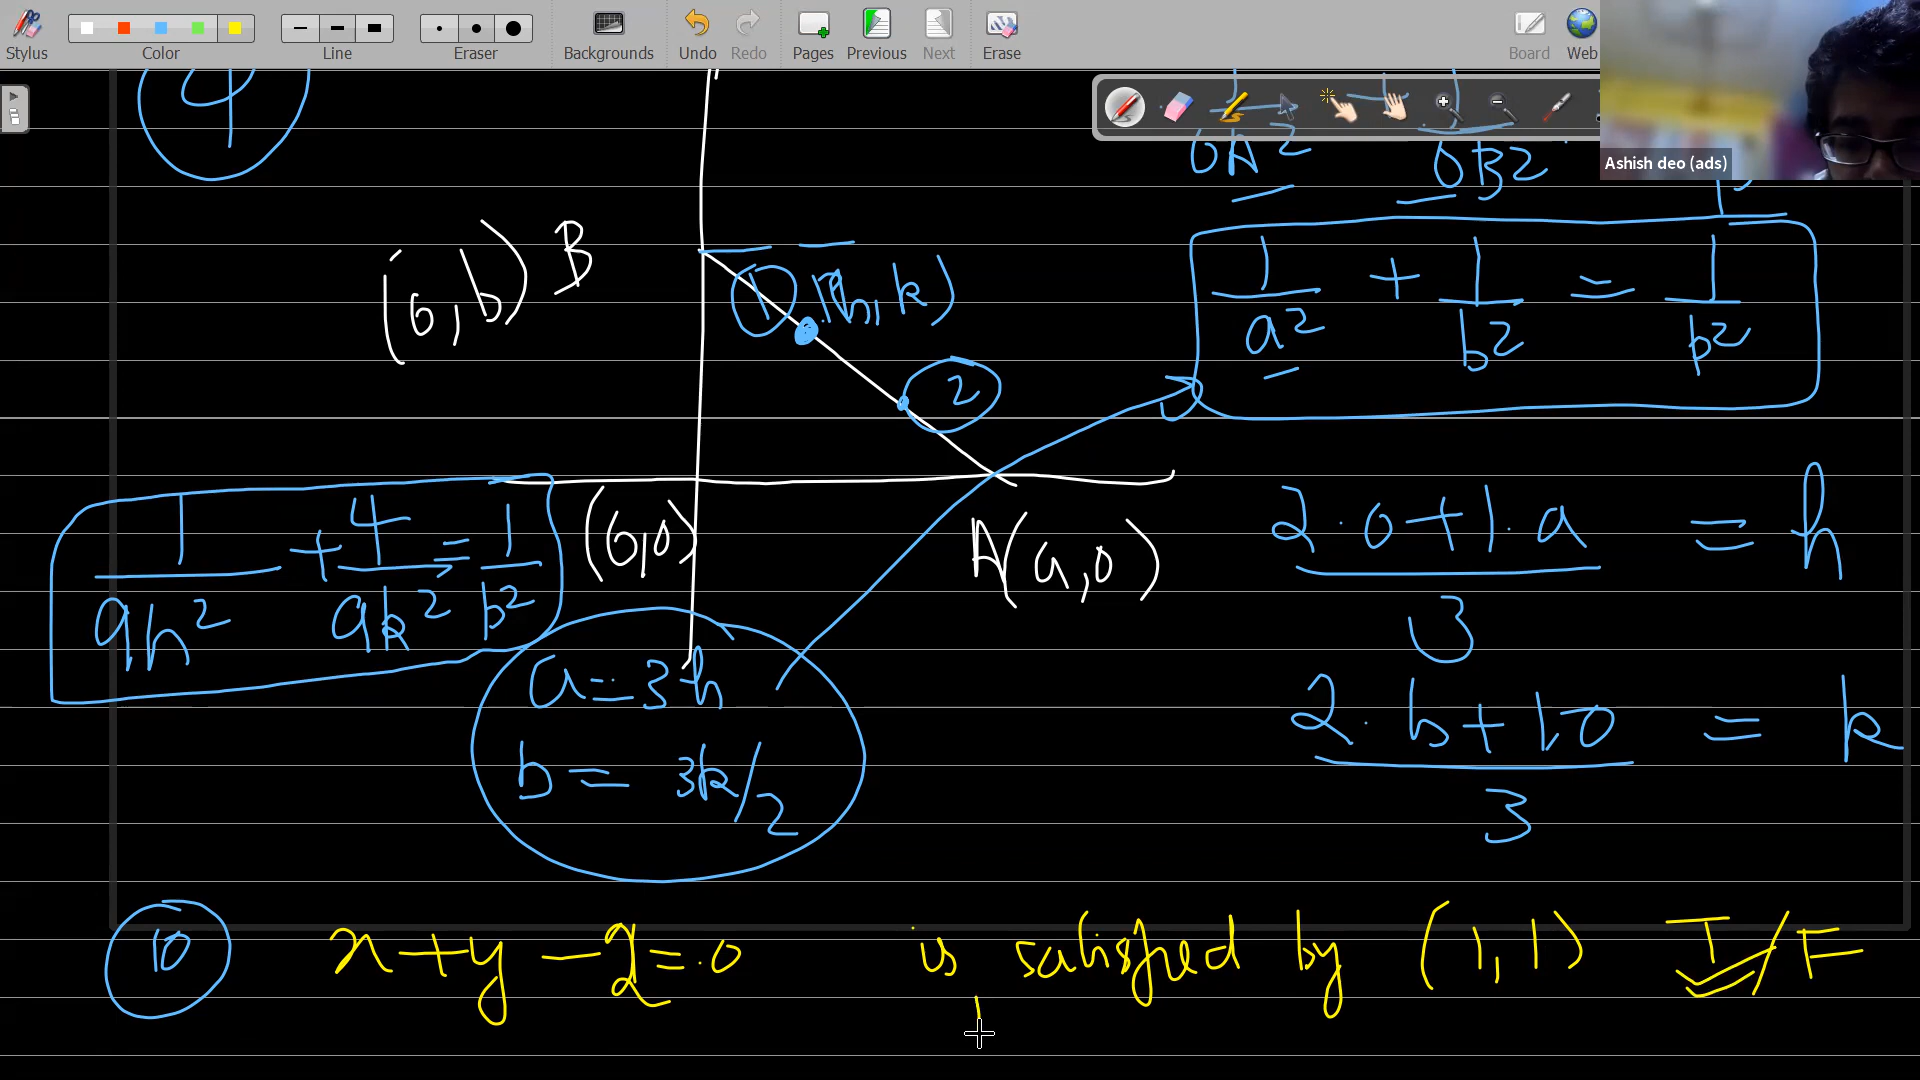 Stylus Color Line Eraser Backgrounds Undo Redo Pages Previous Next Erase Board Web
Ashish deo (ads)
4
OA² OB²
(0,b) B
1 P(h,k)
2
1/a² + 1/b² = 1/p²
(0,0)
A(a,0)
1/9h² + 4/9k² = 1/p²
a = 3h
b = 3k/2
2·0+1·a = h
3
2·b+1·0 = k
3
10 x+y-2=0 is satisfied by (1,1) T/F